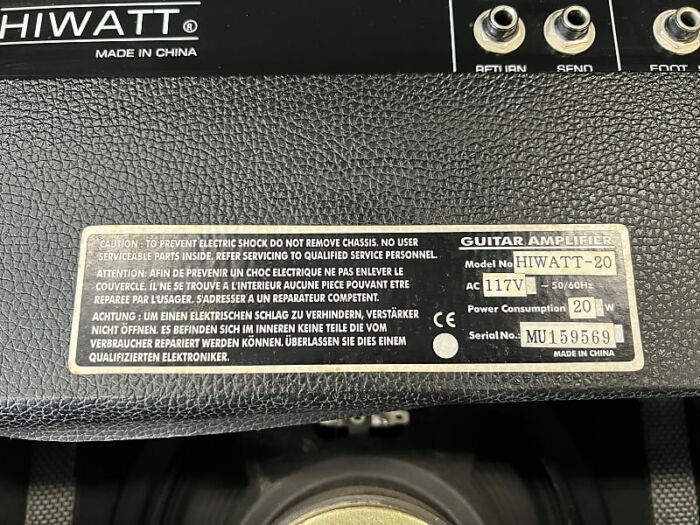 HIWATT®
MADE IN CHINA
RETURN SEND FOOT
CAUTION : TO PREVENT ELECTRIC SHOCK DO NOT REMOVE CHASSIS. NO USER
SERVICEABLE PARTS INSIDE. REFER SERVICING TO QUALIFIED SERVICE PERSONNEL.
ATTENTION: AFIN DE PREVENIR UN CHOC ELECTRIQUE NE PAS ENLEVER LE
COUVERCLE. IL NE SE TROUVE A L'INTERIEUR AUCUNE PIECE POUVANT ETRE
REPAREE PAR L'USAGER. S'ADRESSER A UN REPARATEUR COMPETENT.
ACHTUNG : UM EINEN ELEKTRISCHEN SCHLAG ZU VERHINDERN, VERSTÄRKER
NICHT ÖFFNEN. ES BEFINDEN SICH IM INNEREN KEINE TEILE DIE VOM
VERBRAUCHER REPARIERT WERDEN KÖNNEN. ÜBERLASSEN SIE DIES EINEM
QUALIFIZIERTEN ELEKTRONIKER.
CE
GUITAR AMPLIFIER
Model No. HIWATT-20
AC 117V ~ 50/60Hz
Power Consumption 20 W
Serial No.: MU159569
MADE IN CHINA